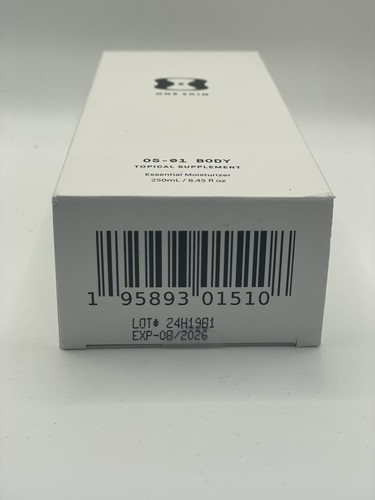 ONE SKIN
OS-01 BODY
TOPICAL SUPPLEMENT
Essential Moisturizer
250mL / 8.45 fl oz
1 95893 01510
LOT# 24H19B1
EXP-08/2026